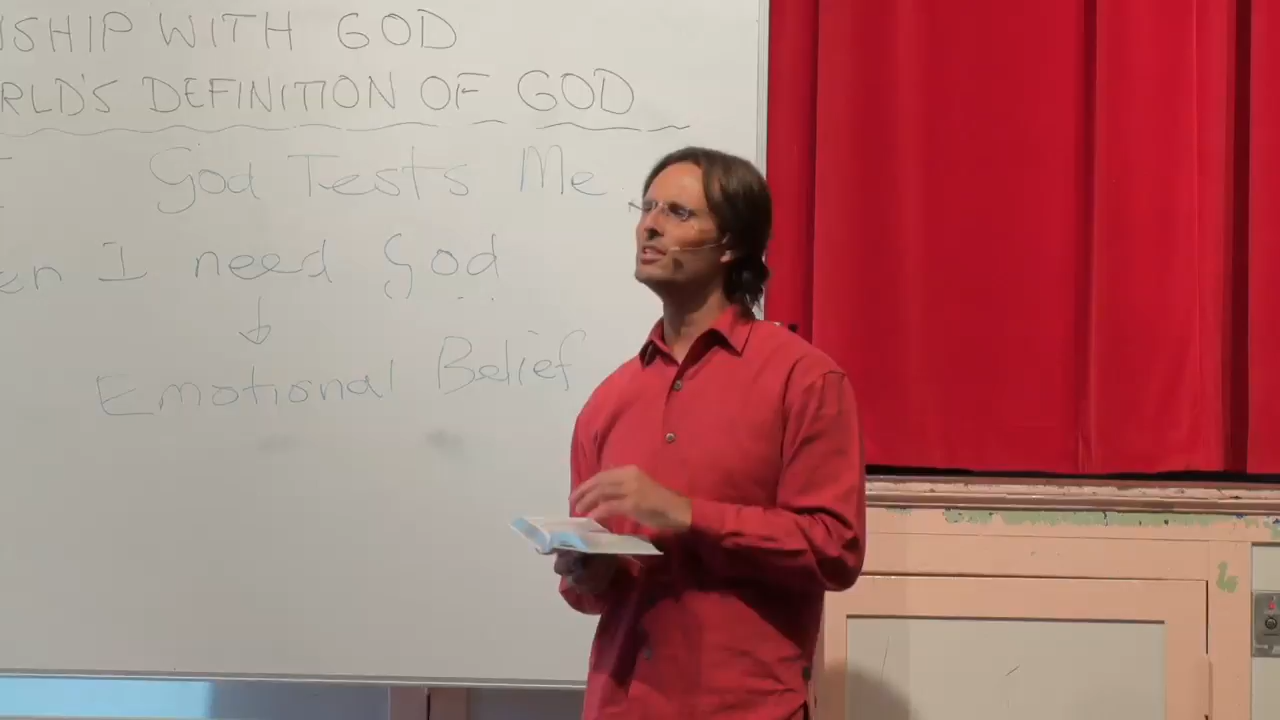 NSHIP WITH GOD
RLD'S DEFINITION OF GOD
God Tests Me
en I need God
Emotional Belief